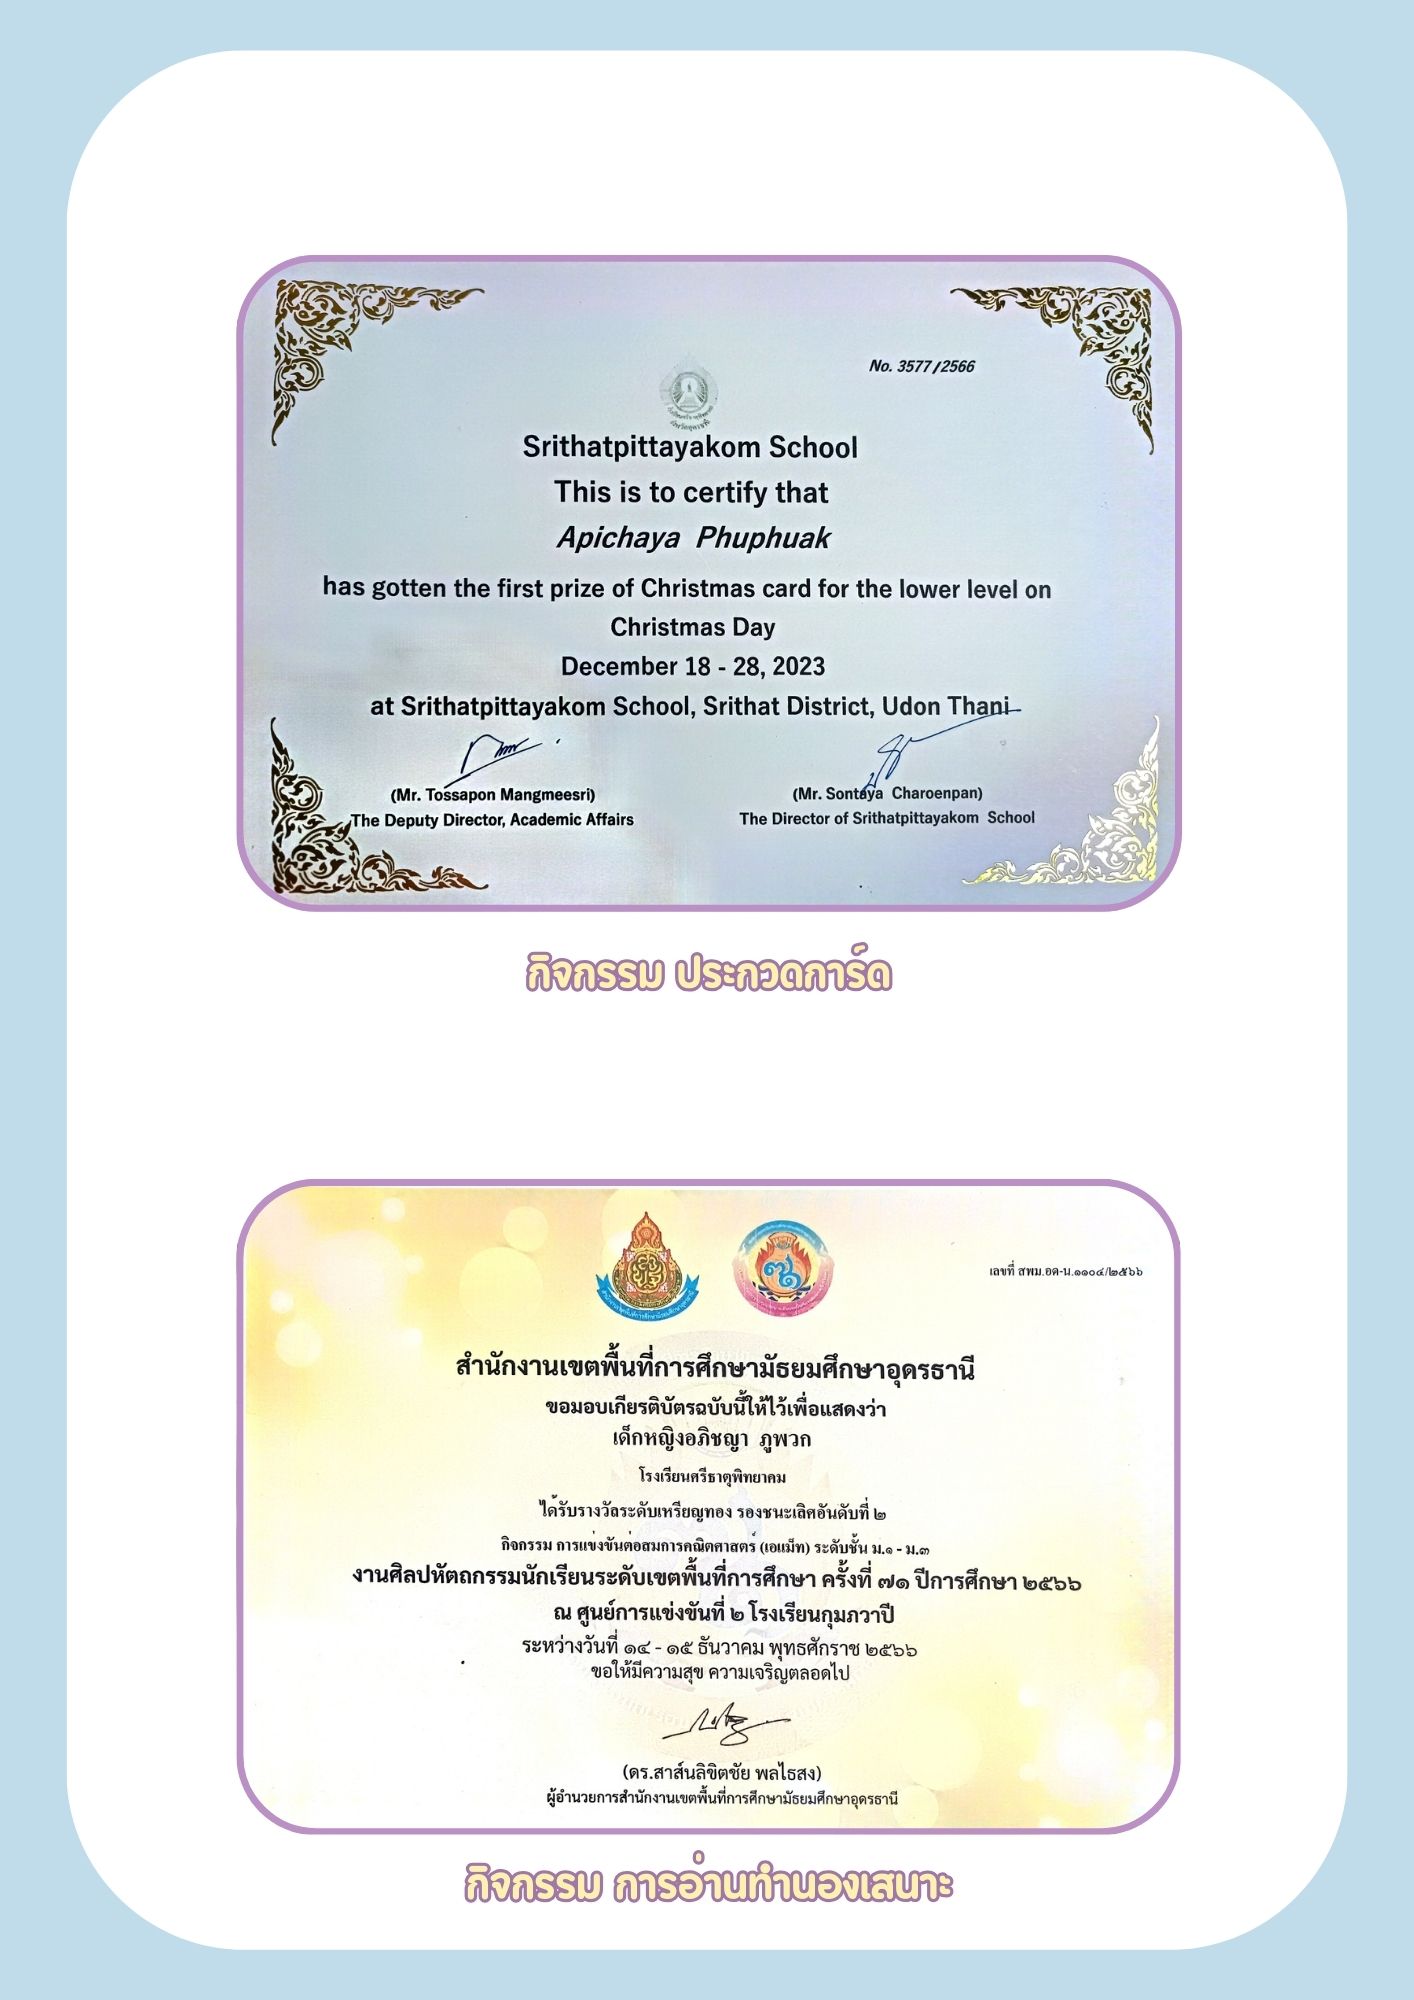 No. 3577/2566
Srithatpittayakom School
This is to certify that
Apichaya Phuphuak
has gotten the first prize of Christmas card for the lower level on
Christmas Day
December 18 - 28, 2023
at Srithatpittayakom School, Srithat District, Udon Thani
(Mr. Tossapon Mangmeesri)
The Deputy Director, Academic Affairs
(Mr. Sontaya Charoenpan)
The Director of Srithatpittayakom School
กิจกรรม ประกวดการ์ด
เลขที่ สพม.อด-น.๑๑๐๔/๒๕๖๖
สำนักงานเขตพื้นที่การศึกษามัธยมศึกษาอุดรธานี
ขอมอบเกียรติบัตรฉบับนี้ให้ไว้เพื่อแสดงว่า
เด็กหญิงอภิชญา ภูพวก
โรงเรียนศรีธาตุพิทยาคม
ได้รับรางวัลระดับเหรียญทอง รองชนะเลิศอันดับที่ ๒
กิจกรรม การแข่งขันต่อสมการคณิตศาสตร์ (เอแม็ท) ระดับชั้น ม.๑ - ม.๓
งานศิลปหัตถกรรมนักเรียนระดับเขตพื้นที่การศึกษา ครั้งที่ ๗๑ ปีการศึกษา ๒๕๖๖
ณ ศูนย์การแข่งขันที่ ๒ โรงเรียนกุมภวาปี
ระหว่างวันที่ ๑๔ - ๑๕ ธันวาคม พุทธศักราช ๒๕๖๖
ขอให้มีความสุข ความเจริญตลอดไป
(ดร.สาส์นลิขิตชัย พลไธสง)
ผู้อำนวยการสำนักงานเขตพื้นที่การศึกษามัธยมศึกษาอุดรธานี
กิจกรรม การอ่านทำนองเสนาะ